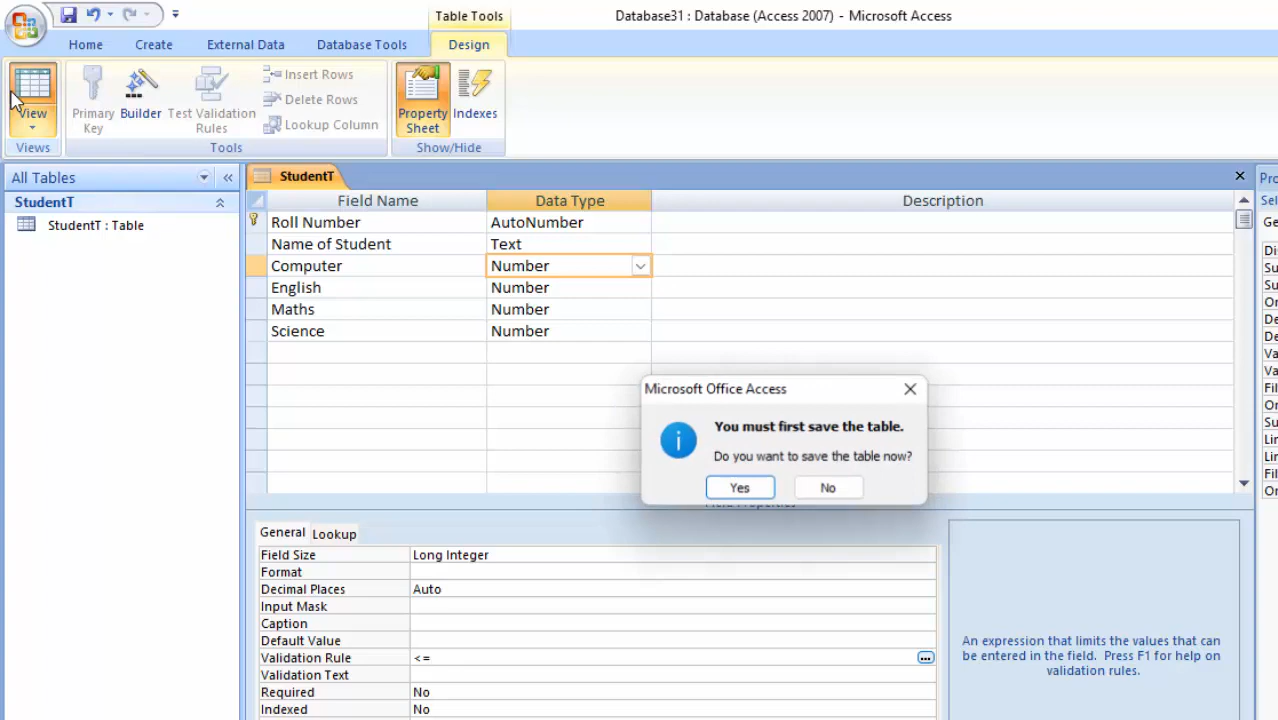 Table Tools
Database31 : Database (Access 2007) - Microsoft Access
Home
Create
External Data
Database Tools
Design
View
Primary Key
Builder
Test Validation Rules
Insert Rows
Delete Rows
Lookup Column
Property Sheet
Indexes
Views
Tools
Show/Hide
All Tables
StudentT
StudentT : Table
StudentT
Field Name
Data Type
Description
Roll Number
AutoNumber
Name of Student
Text
Computer
Number
English
Number
Maths
Number
Science
Number
Microsoft Office Access
You must first save the table.
Do you want to save the table now?
Yes
No
General
Lookup
Field Size
Long Integer
Format
Decimal Places
Auto
Input Mask
Caption
Default Value
Validation Rule
<=
Validation Text
Required
No
Indexed
No
An expression that limits the values that can
be entered in the field. Press F1 for help on
validation rules.